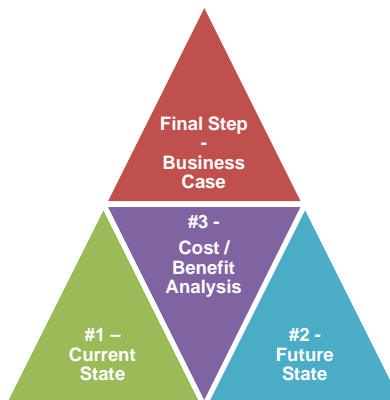 Final Step
-
Business
Case
#3 -
Cost /
Benefit
Analysis
#1 –
Current
State
#2 -
Future
State